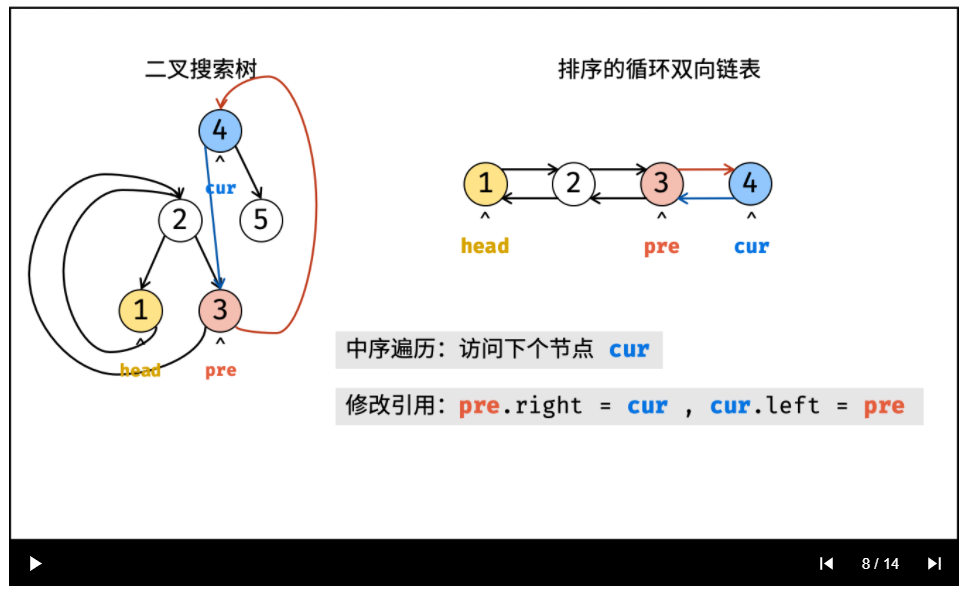 二叉搜索树
排序的循环双向链表
4
^
cur
2
5
1
^
head
3
^
pre
1
2
3
4
^
^
^
head
pre
cur
中序遍历：访问下个节点 cur
修改引用：pre.right = cur , cur.left = pre
8 / 14